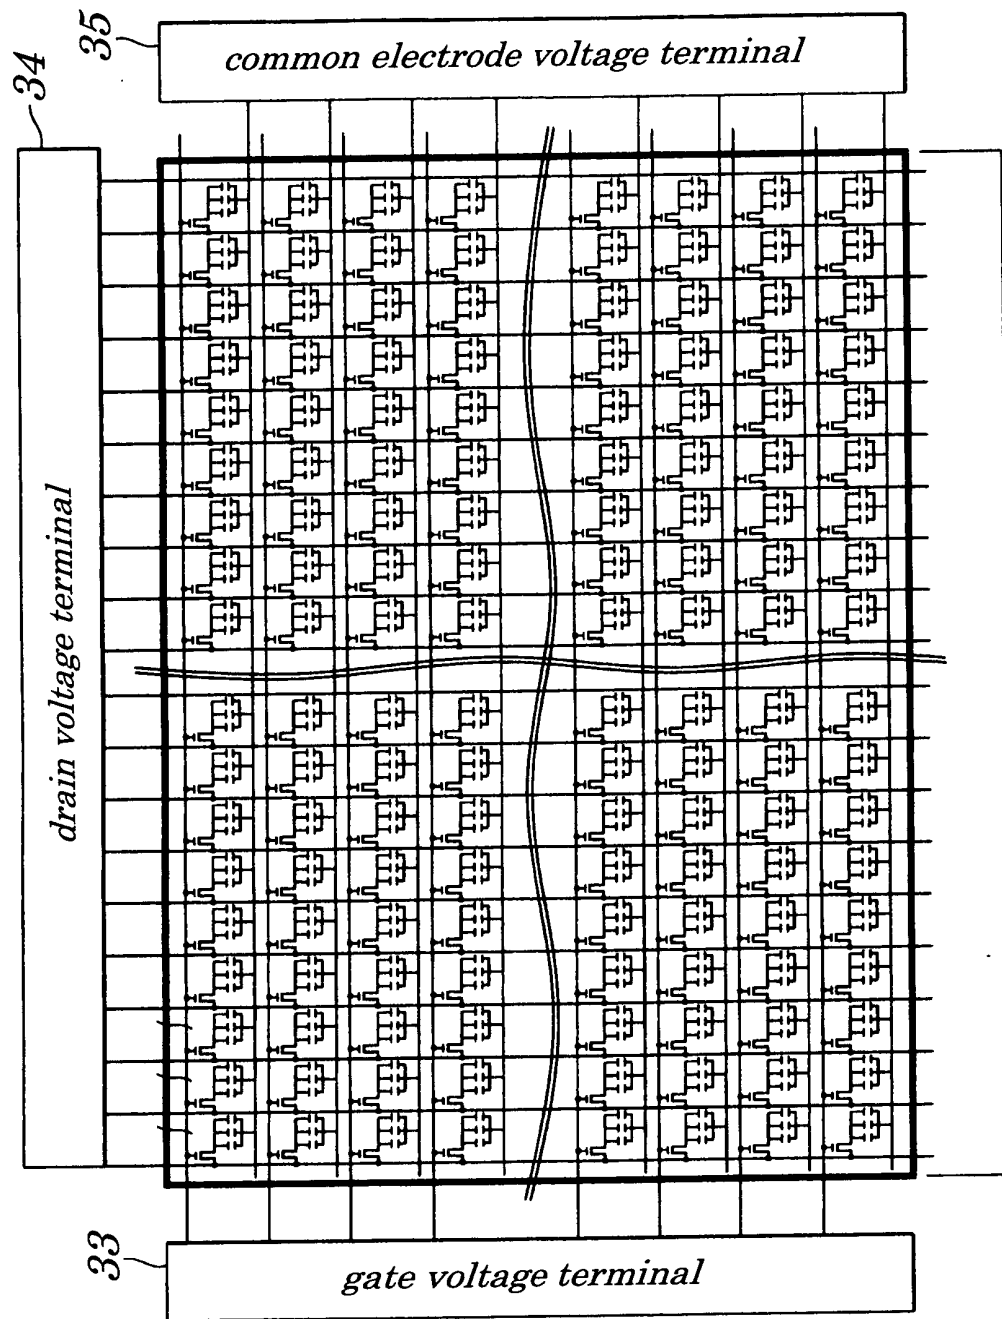 35
common electrode voltage terminal
34
drain voltage terminal
33
gate voltage terminal